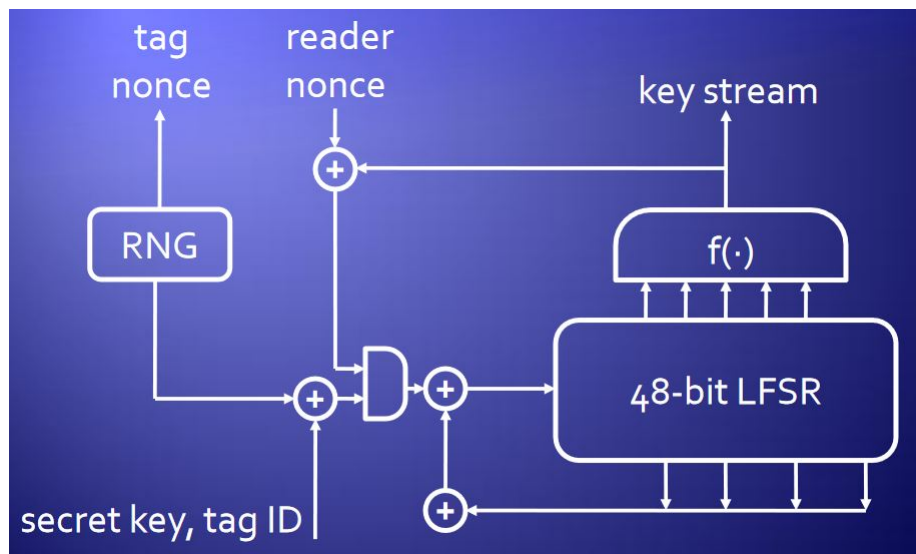 tag
nonce
reader
nonce
key stream
RNG
f(·)
48-bit LFSR
secret key, tag ID